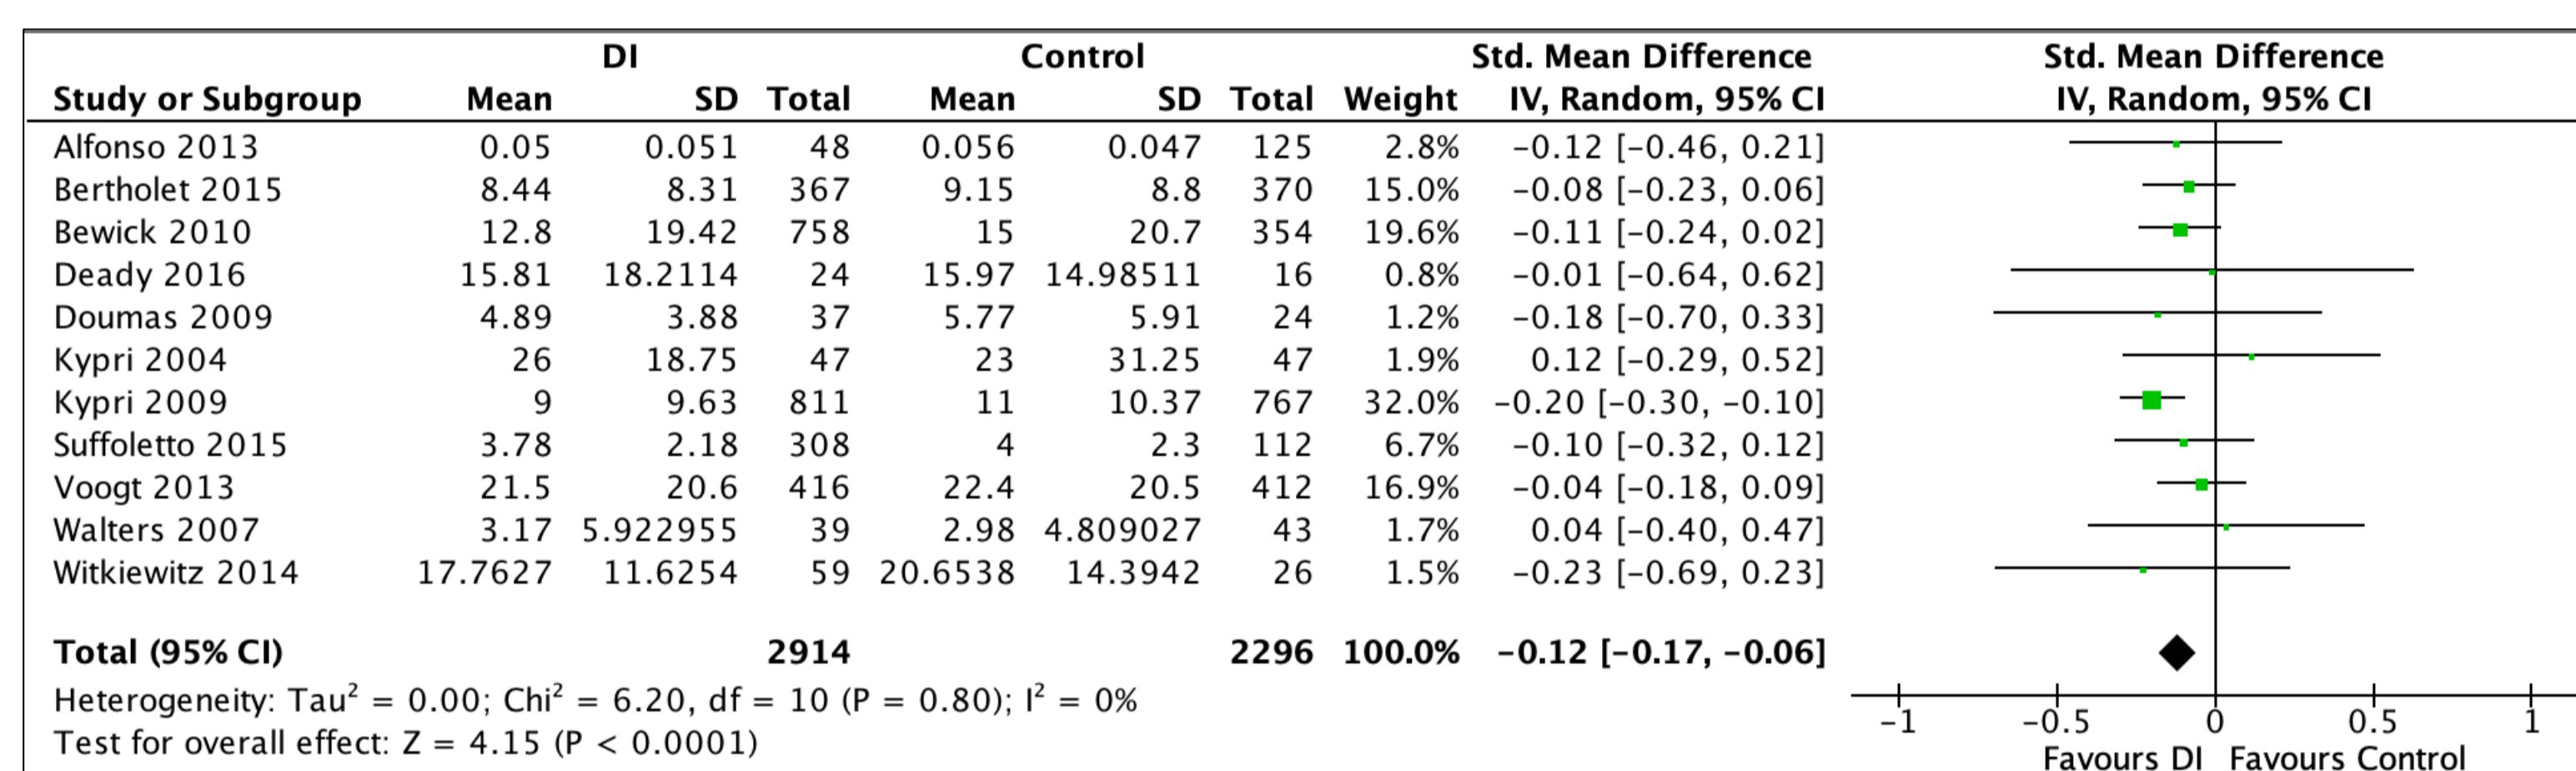 DI Control Std. Mean Difference Std. Mean Difference
Study or Subgroup Mean SD Total Mean SD Total Weight IV, Random, 95% CI IV, Random, 95% CI
Alfonso 2013 0.05 0.051 48 0.056 0.047 125 2.8% −0.12 [−0.46, 0.21]
Bertholet 2015 8.44 8.31 367 9.15 8.8 370 15.0% −0.08 [−0.23, 0.06]
Bewick 2010 12.8 19.42 758 15 20.7 354 19.6% −0.11 [−0.24, 0.02]
Deady 2016 15.81 18.2114 24 15.97 14.98511 16 0.8% −0.01 [−0.64, 0.62]
Doumas 2009 4.89 3.88 37 5.77 5.91 24 1.2% −0.18 [−0.70, 0.33]
Kypri 2004 26 18.75 47 23 31.25 47 1.9% 0.12 [−0.29, 0.52]
Kypri 2009 9 9.63 811 11 10.37 767 32.0% −0.20 [−0.30, −0.10]
Suffoletto 2015 3.78 2.18 308 4 2.3 112 6.7% −0.10 [−0.32, 0.12]
Voogt 2013 21.5 20.6 416 22.4 20.5 412 16.9% −0.04 [−0.18, 0.09]
Walters 2007 3.17 5.922955 39 2.98 4.809027 43 1.7% 0.04 [−0.40, 0.47]
Witkiewitz 2014 17.7627 11.6254 59 20.6538 14.3942 26 1.5% −0.23 [−0.69, 0.23]
Total (95% CI) 2914 2296 100.0% −0.12 [−0.17, −0.06]
Heterogeneity: Tau² = 0.00; Chi² = 6.20, df = 10 (P = 0.80); I² = 0%
Test for overall effect: Z = 4.15 (P < 0.0001)
−1 −0.5 0 0.5 1
Favours DI Favours Control